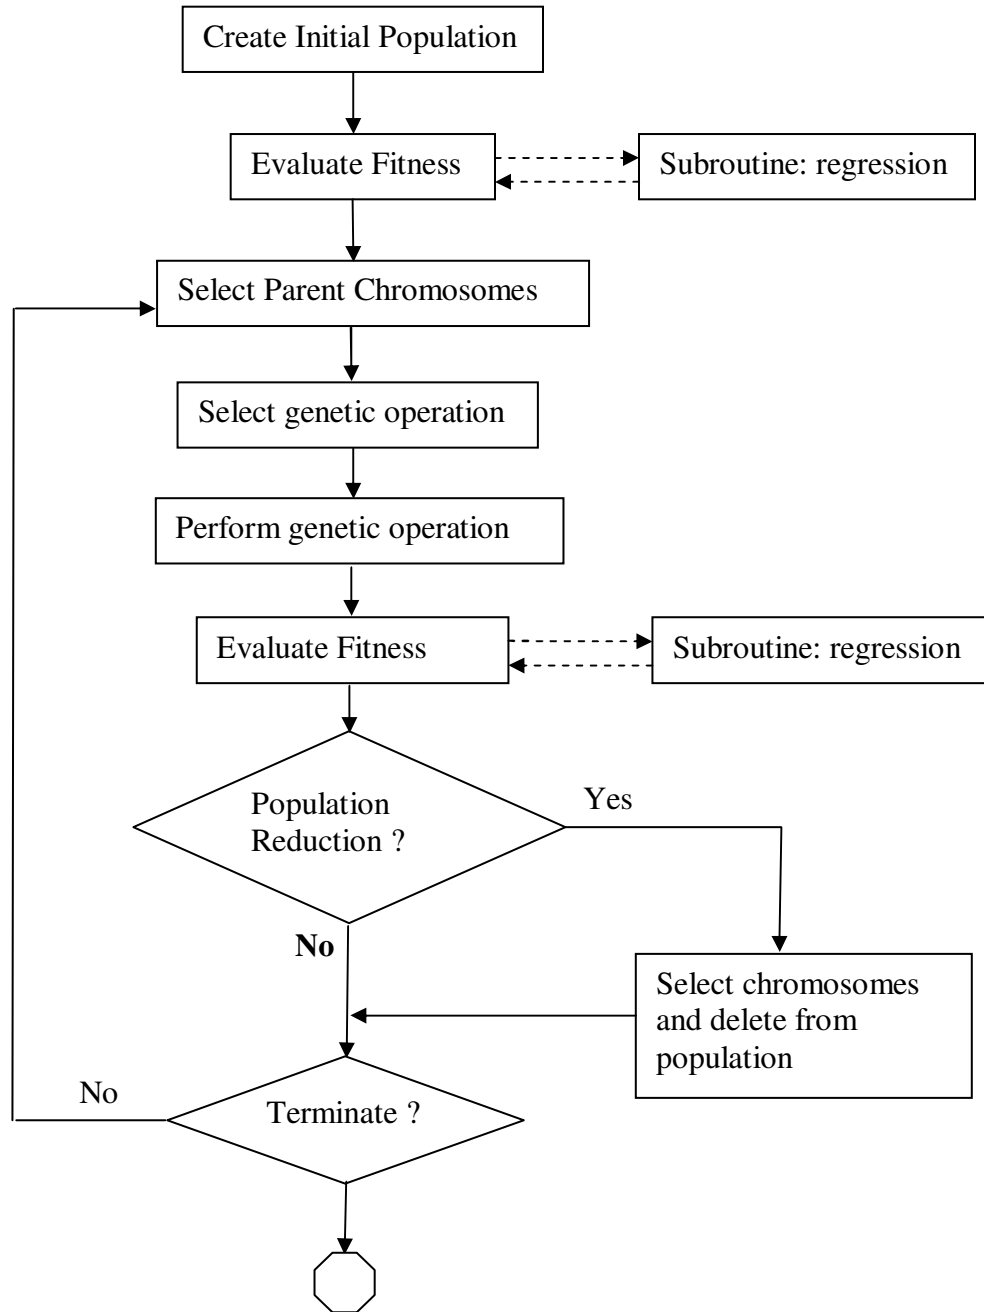 Create Initial Population
Evaluate Fitness
Subroutine: regression
Select Parent Chromosomes
Select genetic operation
Perform genetic operation
Evaluate Fitness
Subroutine: regression
Population
Reduction ?
Yes
No
Select chromosomes
and delete from
population
No
Terminate ?